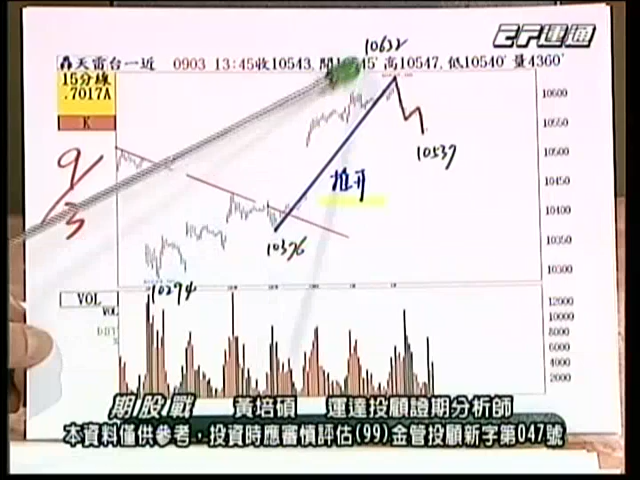 10632
EF運通
轟天雷台一近 0903 13:45收10543,開10545'高10547,低10540'量4360'
15分線
.7017A
K
10600
10550
10500
10450
10400
10350
10300
9/3
推升
10537
10376
10294
VOL
VOL
12000
10000
8000
6000
4000
2000
期股戰 黃培碩 運達投顧證期分析師
本資料僅供參考,投資時應審慎評估(99)金管投顧新字第047號